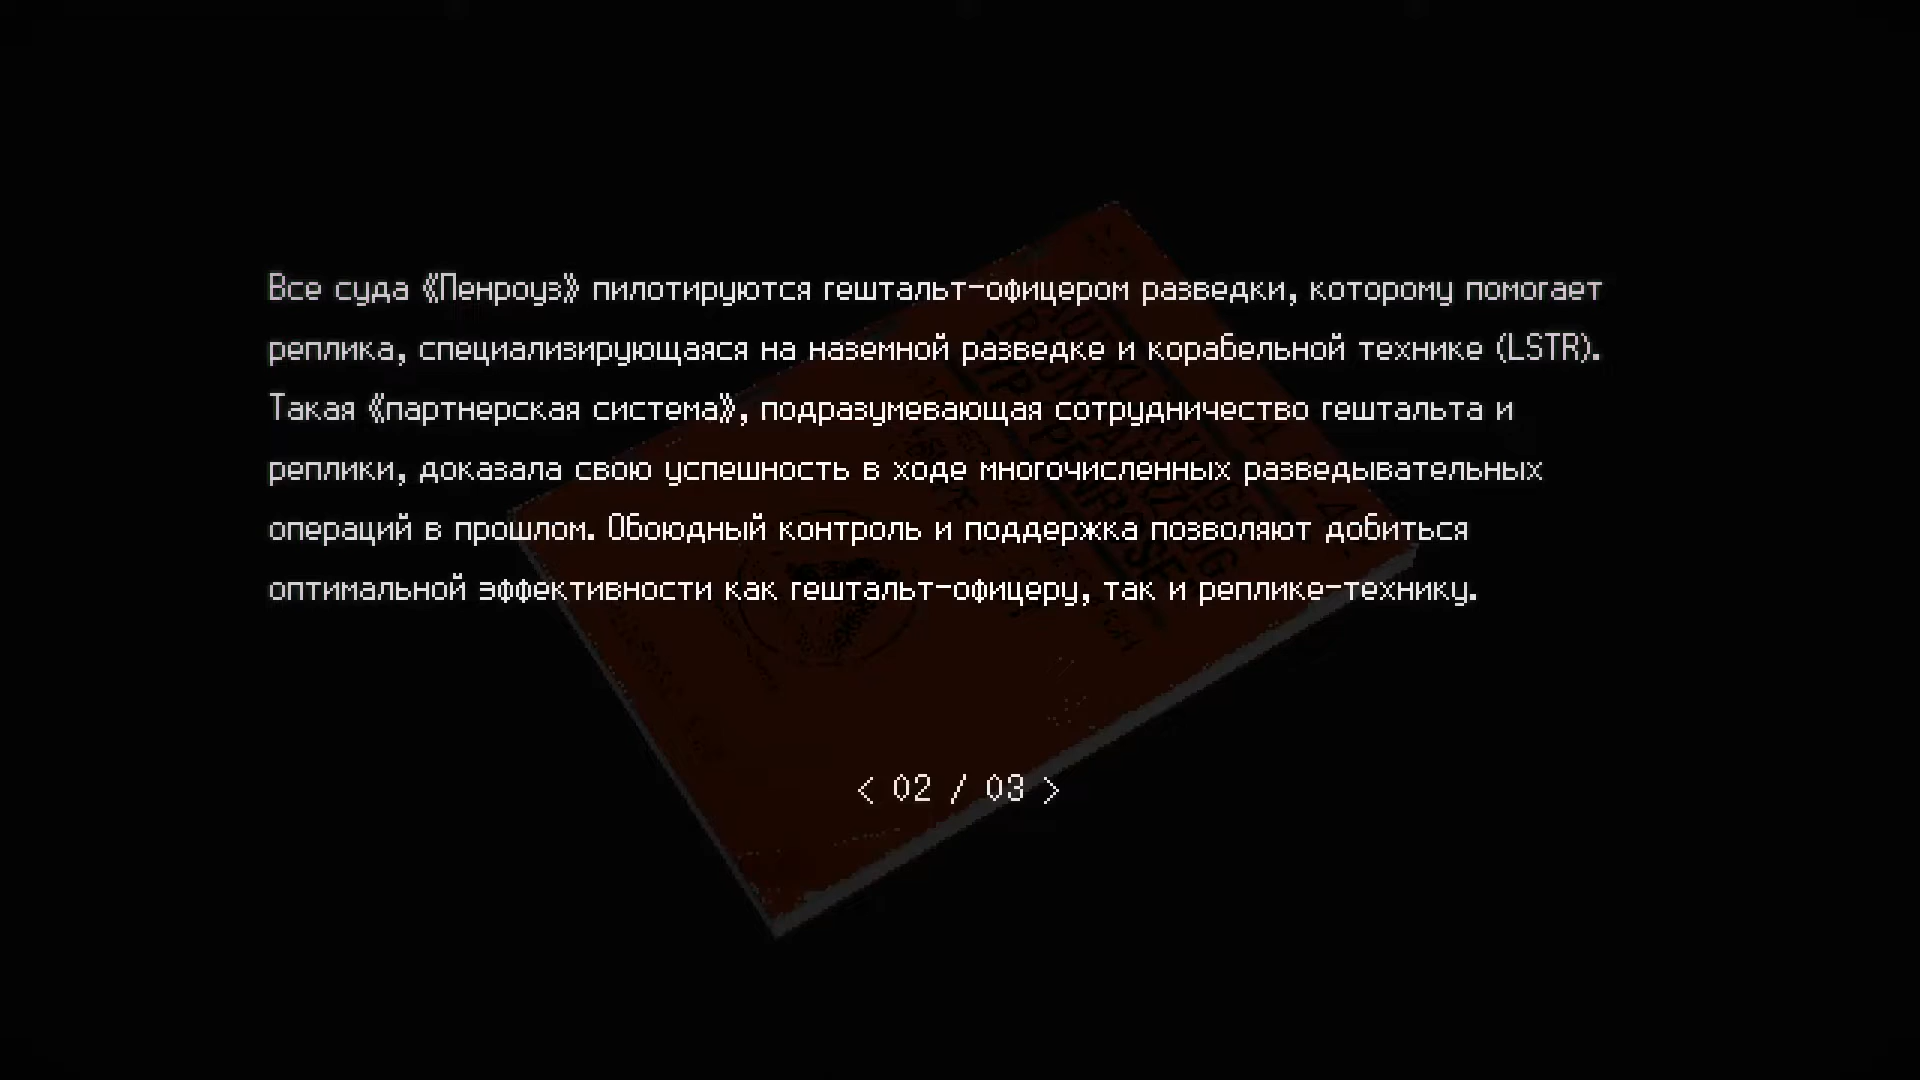 Все суда 《Пенроуз》 пилотируются гештальт-офицером разведки, которому помогает
реплика, специализирующаяся на наземной разведке и корабельной технике (LSTR).
Такая 《партнерская система》, подразумевающая сотрудничество гештальта и
реплики, доказала свою успешность в ходе многочисленных разведывательных
операций в прошлом. Обоюдный контроль и поддержка позволяют добиться
оптимальной эффективности как гештальт-офицеру, так и реплике-технику.
< 02 / 03 >